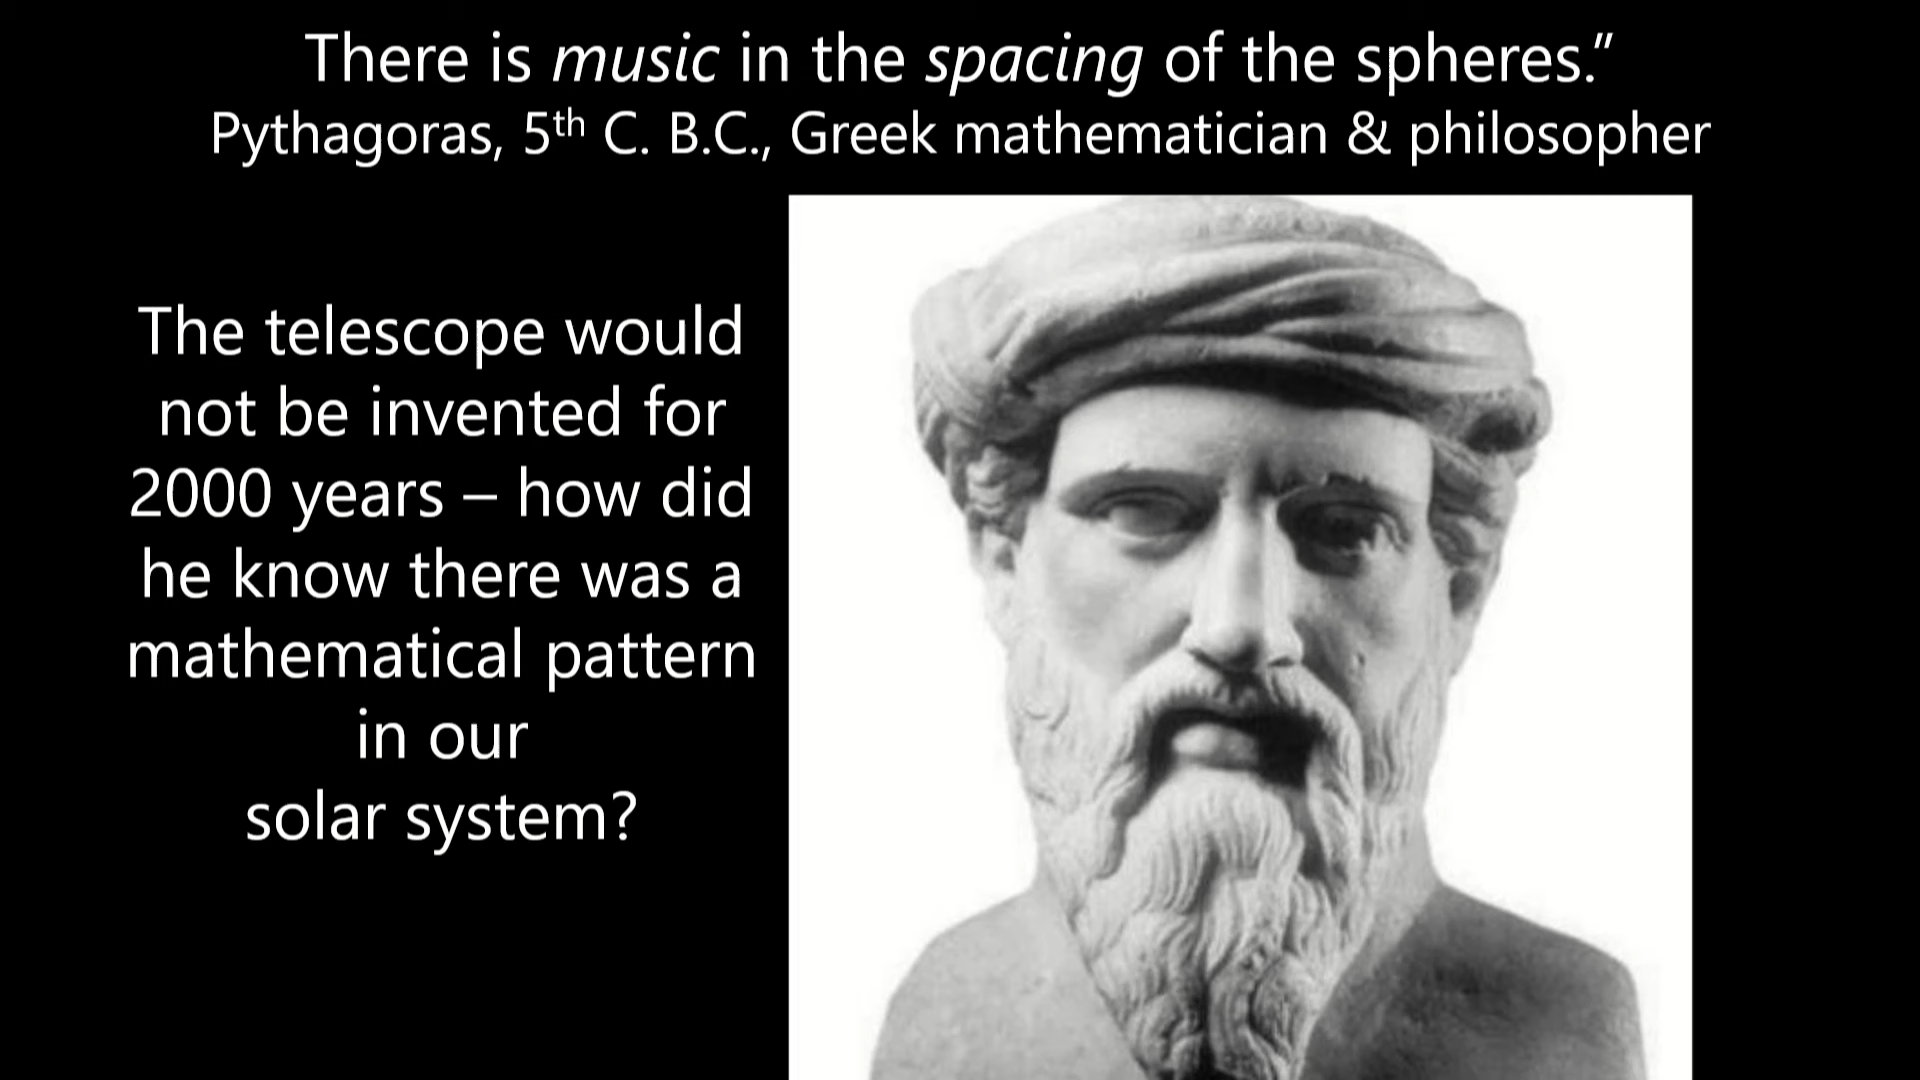 There is music in the spacing of the spheres.”
Pythagoras, 5th C. B.C., Greek mathematician & philosopher
The telescope would
not be invented for
2000 years – how did
he know there was a
mathematical pattern
in our
solar system?